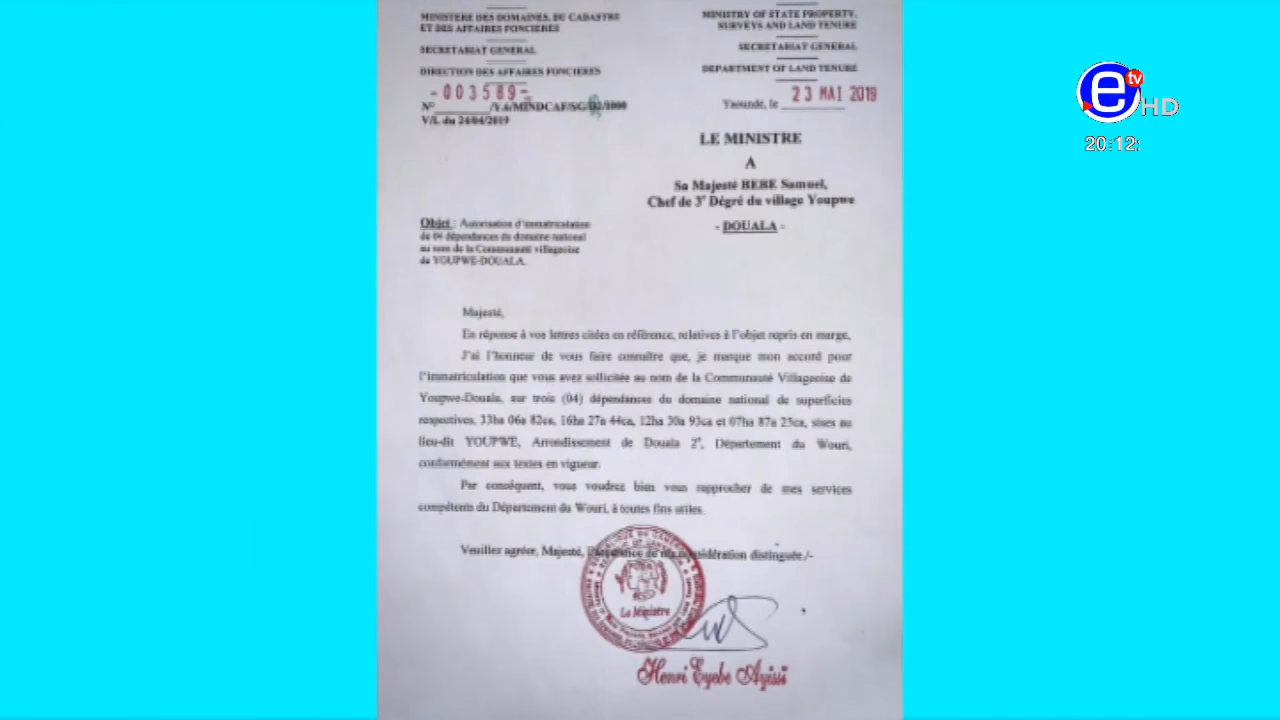 MINISTERE DES DOMAINES, DU CADASTRE
ET DES AFFAIRES FONCIERES
SECRETARIAT GENERAL
DIRECTION DES AFFAIRES FONCIERES
-003589-
N° /Y.6/MINDCAF/SG/ /1000
V/L du 24/04/2019
MINISTRY OF STATE PROPERTY,
SURVEYS AND LAND TENURE
SECRETARIAT GENERAL
DEPARTMENT OF LAND TENURE
Yaoundé, le 23 MAI 2019
LE MINISTRE
A
Sa Majesté BEBE Samuel,
Chef de 3e Dégré du village Youpwe
- DOUALA -
Objet : Autorisation d'immatriculation
de 04 dépendances du domaine national
au nom de la Communauté villageoise
de YOUPWE-DOUALA.
Majesté,
En réponse à vos lettres citées en référence, relatives à l'objet repris en marge,
J'ai l'honneur de vous faire connaître que, je marque mon accord pour
l'immatriculation que vous avez sollicitée au nom de la Communauté Villageoise de
Youpwe-Douala, sur trois (04) dépendances du domaine national de superficies
respectives, 33ha 06a 82ca, 16ha 27a 44ca, 12ha 30a 93ca et 07ha 87a 25ca, sises au
lieu-dit YOUPWE, Arrondissement de Douala 2e, Département du Wouri,
conformément aux textes en vigueur.
Par conséquent, vous voudrez bien vous rapprocher de mes services
compétents du Département du Wouri, à toutes fins utiles.
Veuillez agréer, Majesté, l'assurance de ma considération distinguée./-
Le Ministre
Henri Eyebe Ayissi
e tv HD
20:12: